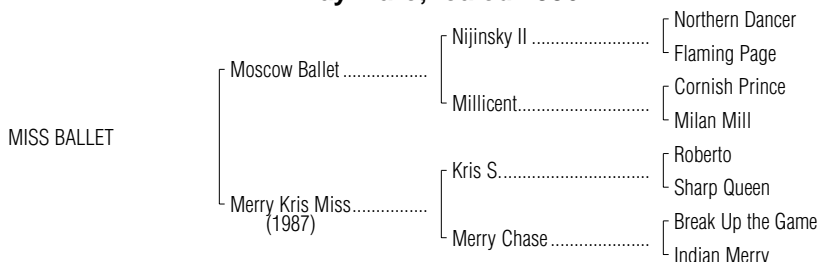 Northern Dancer
Nijinsky II ..........................
Flaming Page
Moscow Ballet ...................
Cornish Prince
Millicent.............................
Milan Mill
MISS BALLET
Roberto
Kris S.................................
Sharp Queen
Merry Kris Miss.................
(1987)
Break Up the Game
Merry Chase ......................
Indian Merry